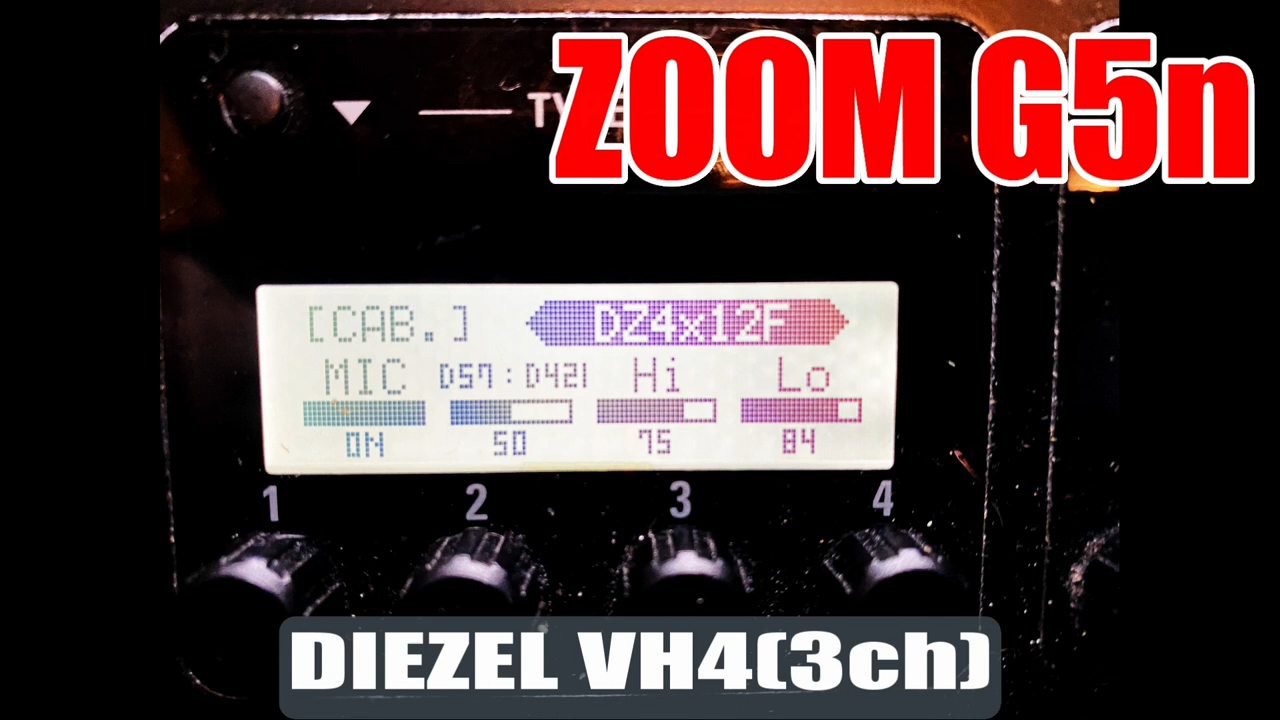 ZOOM G5n
[CAB.] DZ4x12F
MIC D57:D421 Hi Lo
ON 50 75 84
1 2 3 4
DIEZEL VH4(3ch)